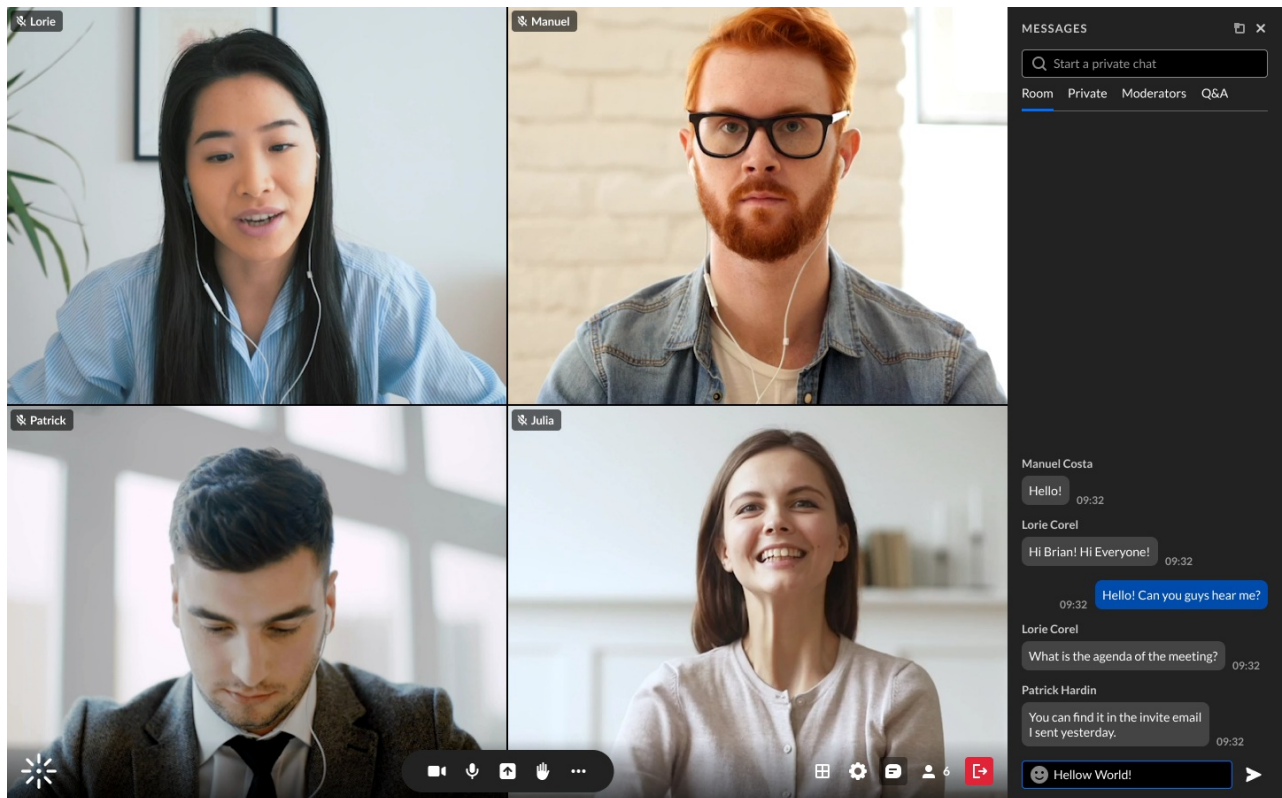 Lorie
Manuel
Patrick
Julia
6
MESSAGES
Start a private chat
Room Private Moderators Q&A
Manuel Costa
Hello! 09:32
Lorie Corel
Hi Brian! Hi Everyone! 09:32
09:32 Hello! Can you guys hear me?
Lorie Corel
What is the agenda of the meeting? 09:32
Patrick Hardin
You can find it in the invite email
I sent yesterday. 09:32
Hellow World!